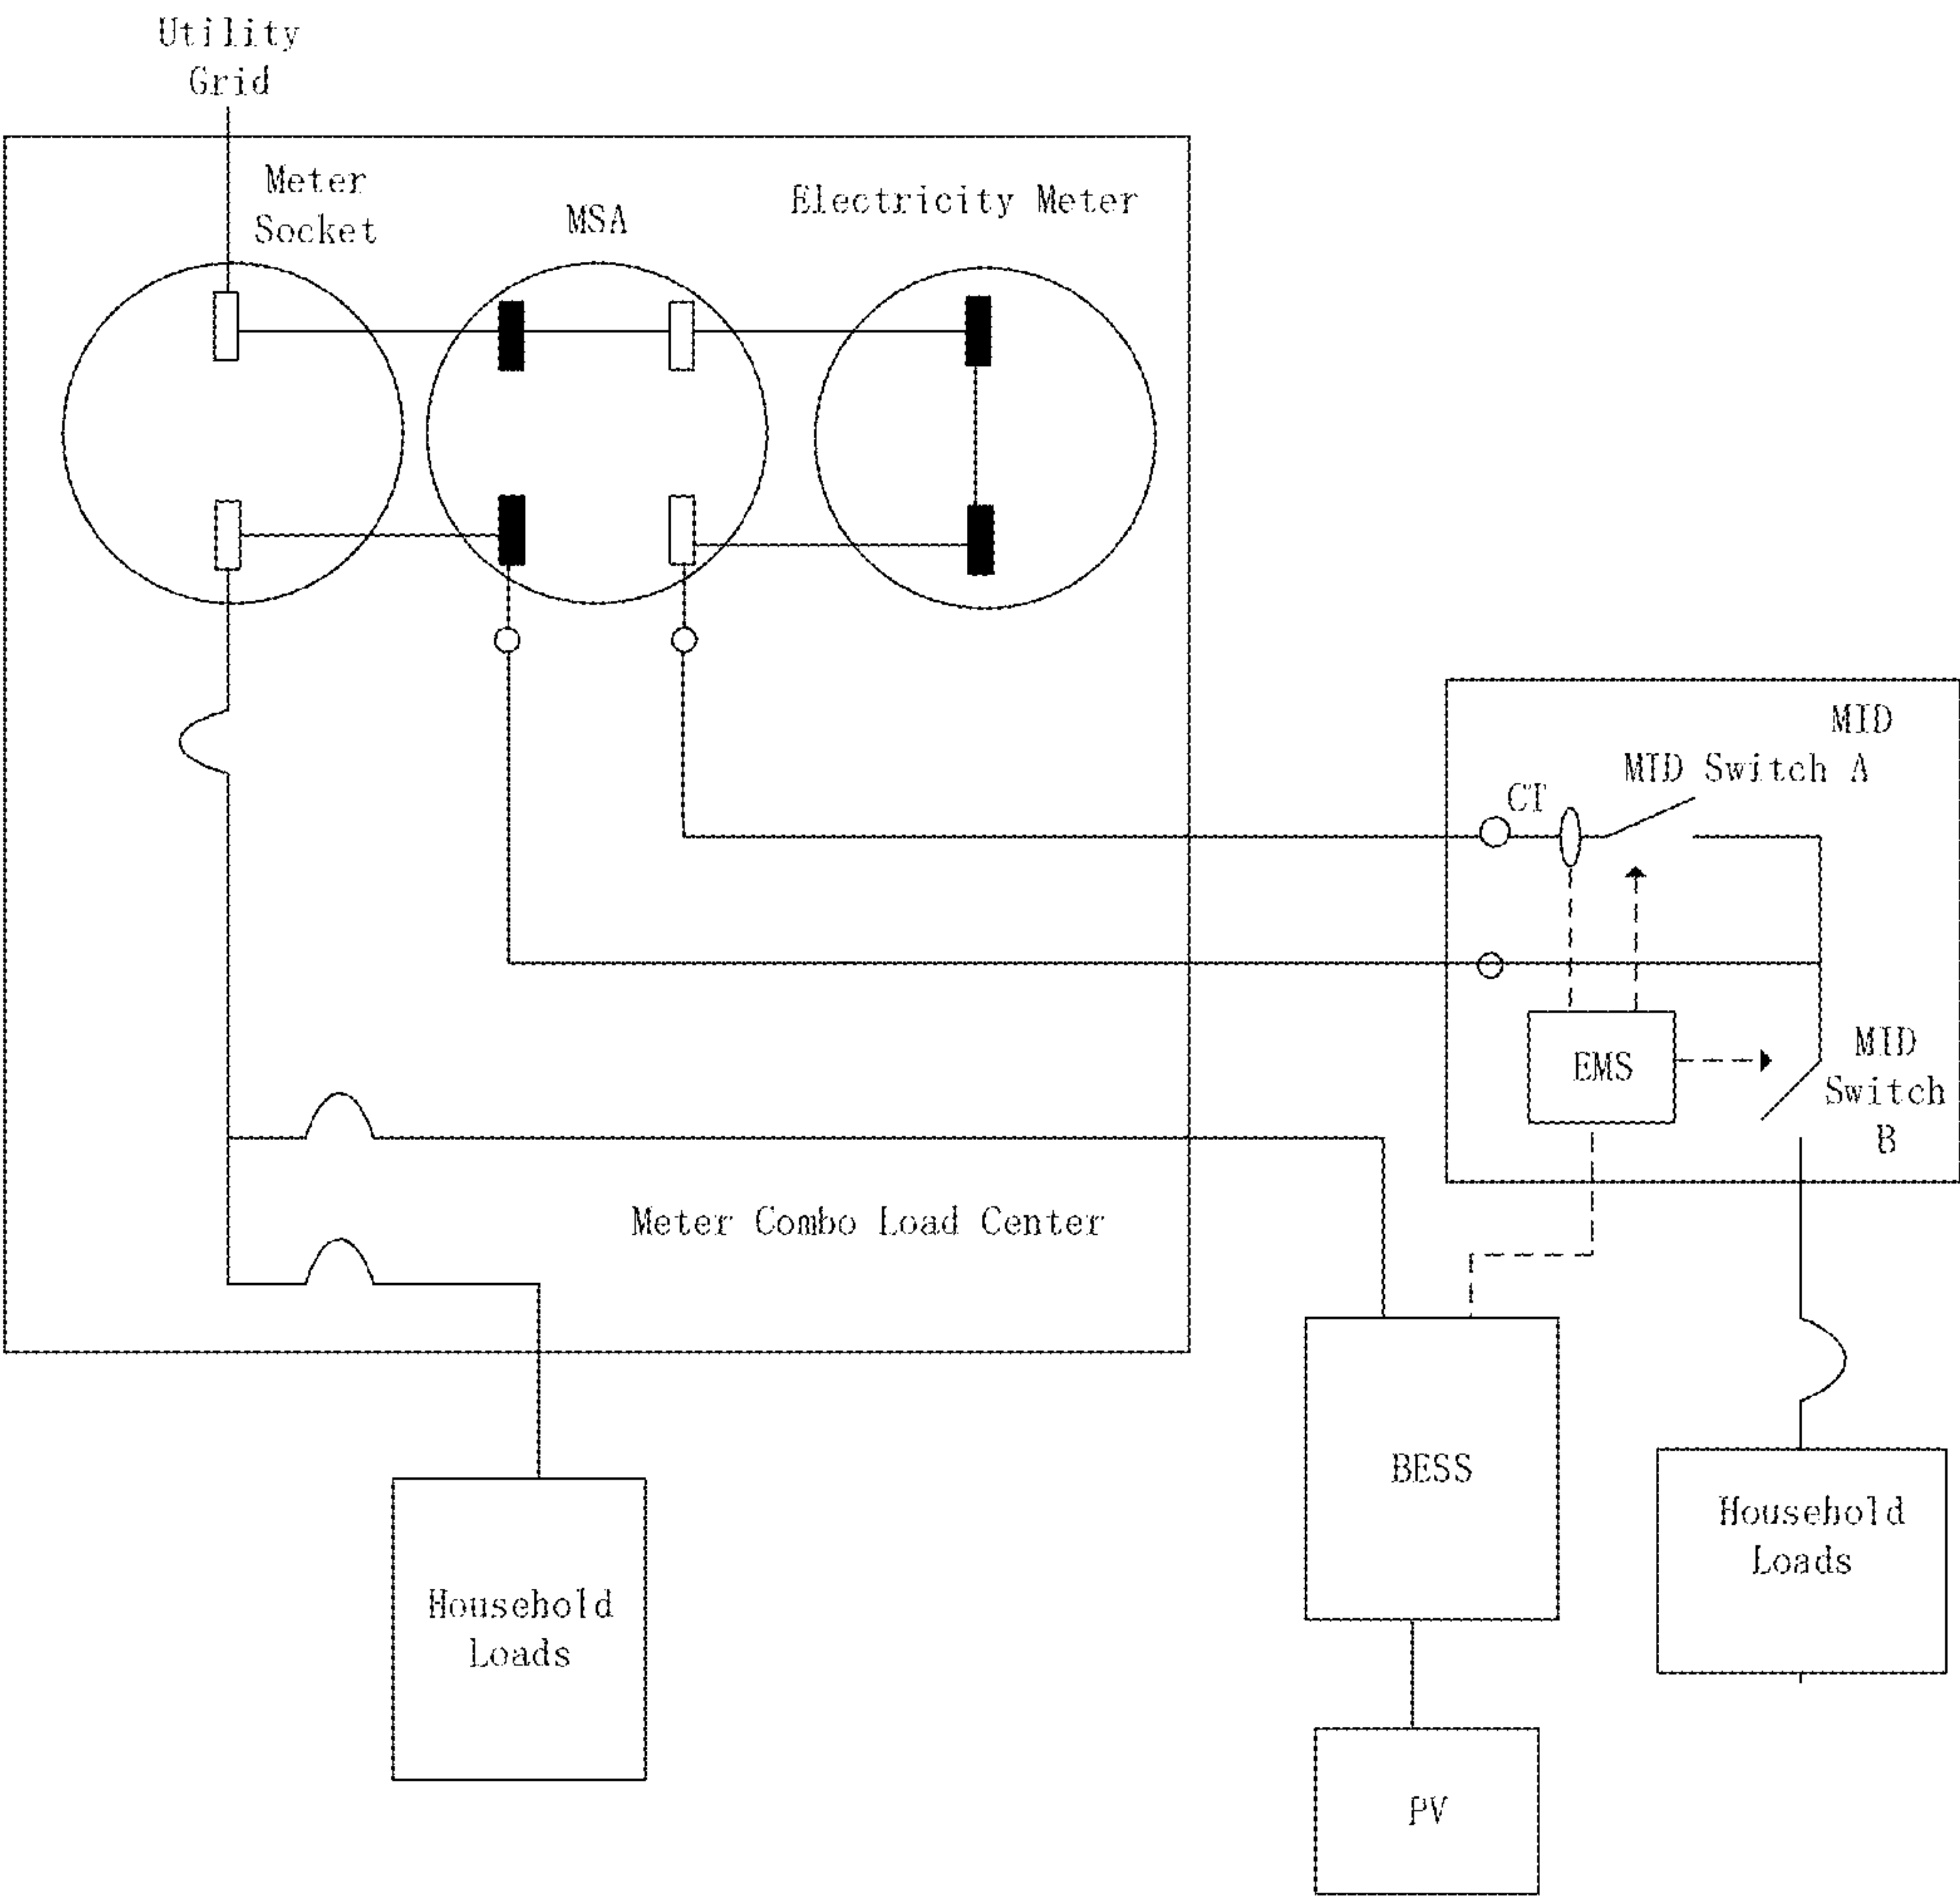 Utility
Grid
Meter
Socket
MSA
Electricity Meter
MID
MID Switch A
CT
EMS
MID
Switch
B
Meter Combo Load Center
BESS
Household
Loads
Household
Loads
PV